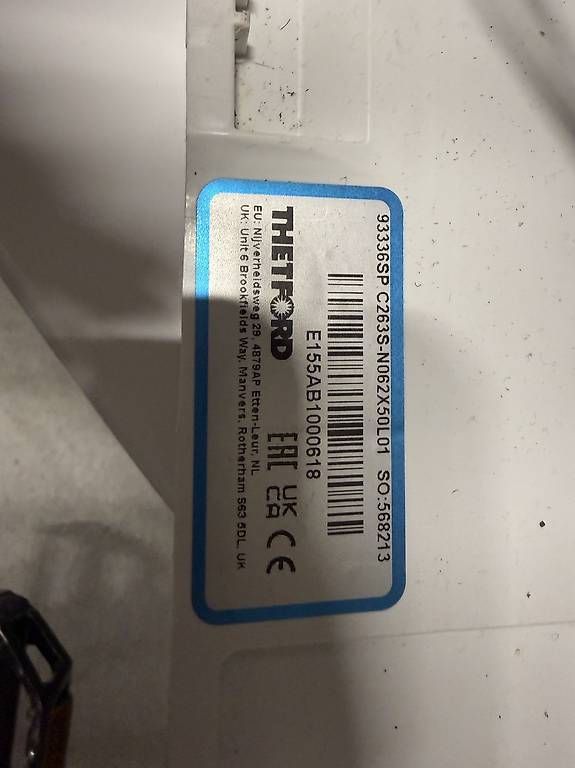 93336SP C263S-N062X50L01 SO:568213
E155AB1000618
THETFORD
EAC UK CA CE
EU: Nijverheidsweg 29, 4879AP Etten-Leur, NL
UK: Unit 6 Brookfields Way, Manvers, Rotherham S63 5DL, UK